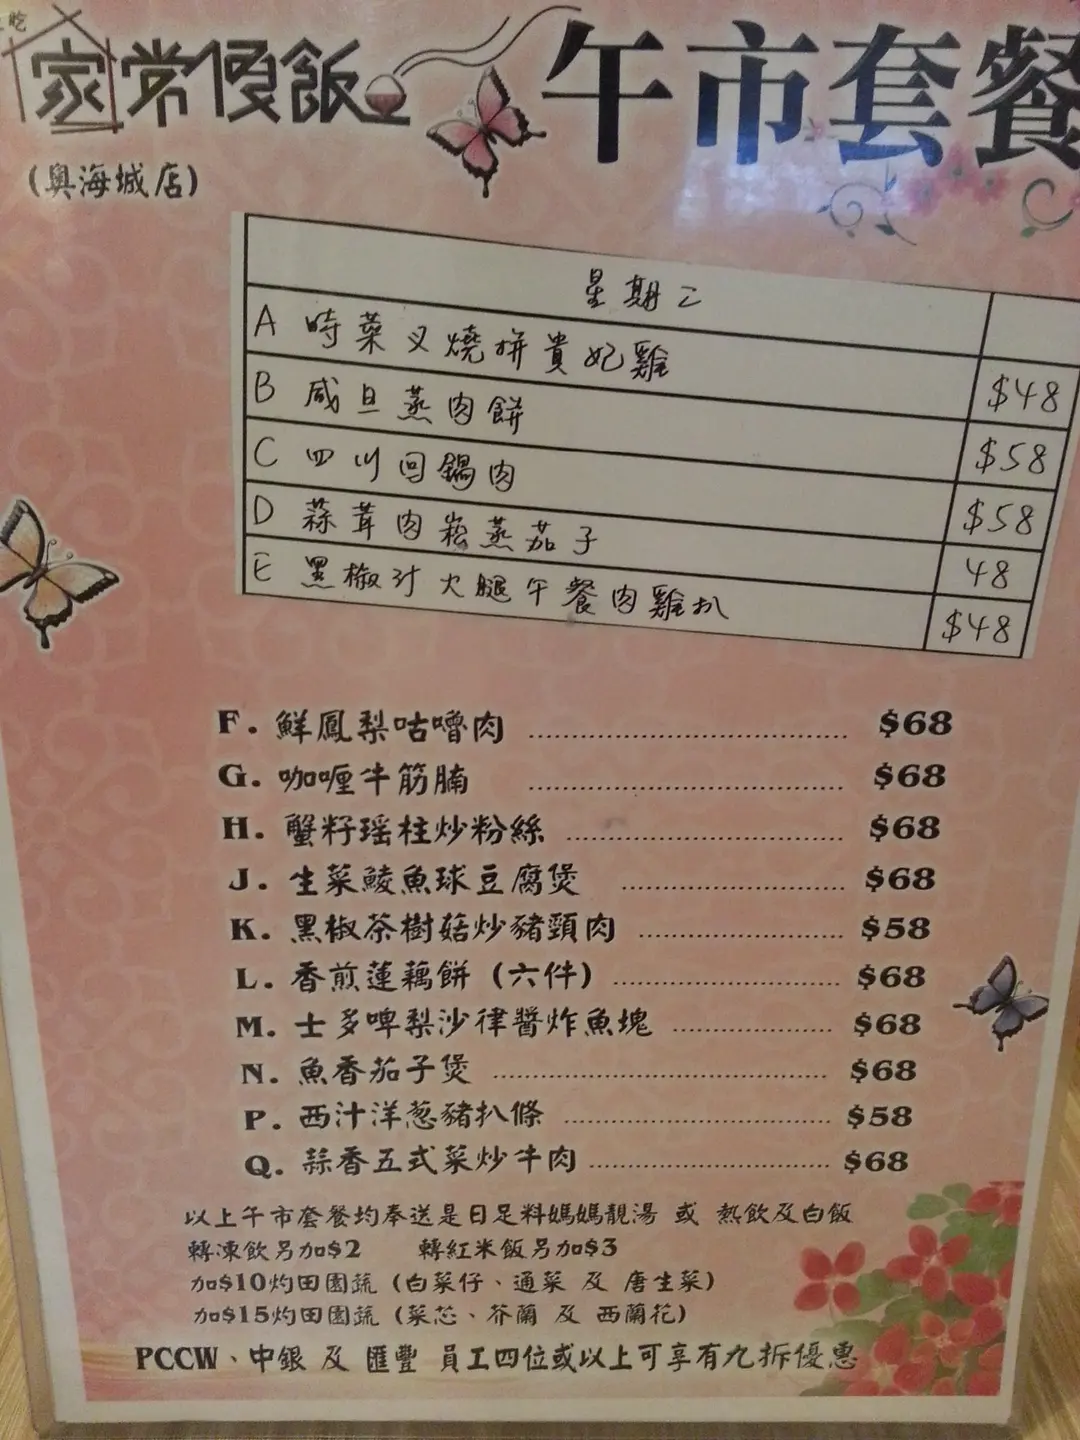 家常便飯
午市套餐
(奧海城店)
星期二
A 時菜叉燒拼貴妃雞 $48
B 咸旦蒸肉餅 $58
C 四川回鍋肉 $58
D 蒜茸肉崧蒸茄子 48
E 黑椒汁火腿午餐肉雞扒 $48
F. 鮮鳳梨咕嚕肉 $68
G. 咖喱牛筋腩 $68
H. 蟹籽瑶柱炒粉絲 $68
J. 生菜鯪魚球豆腐煲 $68
K. 黑椒茶樹菇炒豬頸肉 $58
L. 香煎蓮藕餅 (六件) $68
M. 士多啤梨沙律醬炸魚塊 $68
N. 魚香茄子煲 $68
P. 西汁洋葱豬扒條 $58
Q. 蒜香五式菜炒牛肉 $68
以上午市套餐均奉送是日足料媽媽靚湯 或 熱飲及白飯
轉凍飲另加$2 轉紅米飯另加$3
加$10灼田園蔬 (白菜仔、通菜 及 唐生菜)
加$15灼田園蔬 (菜芯、芥蘭 及 西蘭花)
PCCW、中銀 及 匯豐 員工四位或以上可享有九折優惠